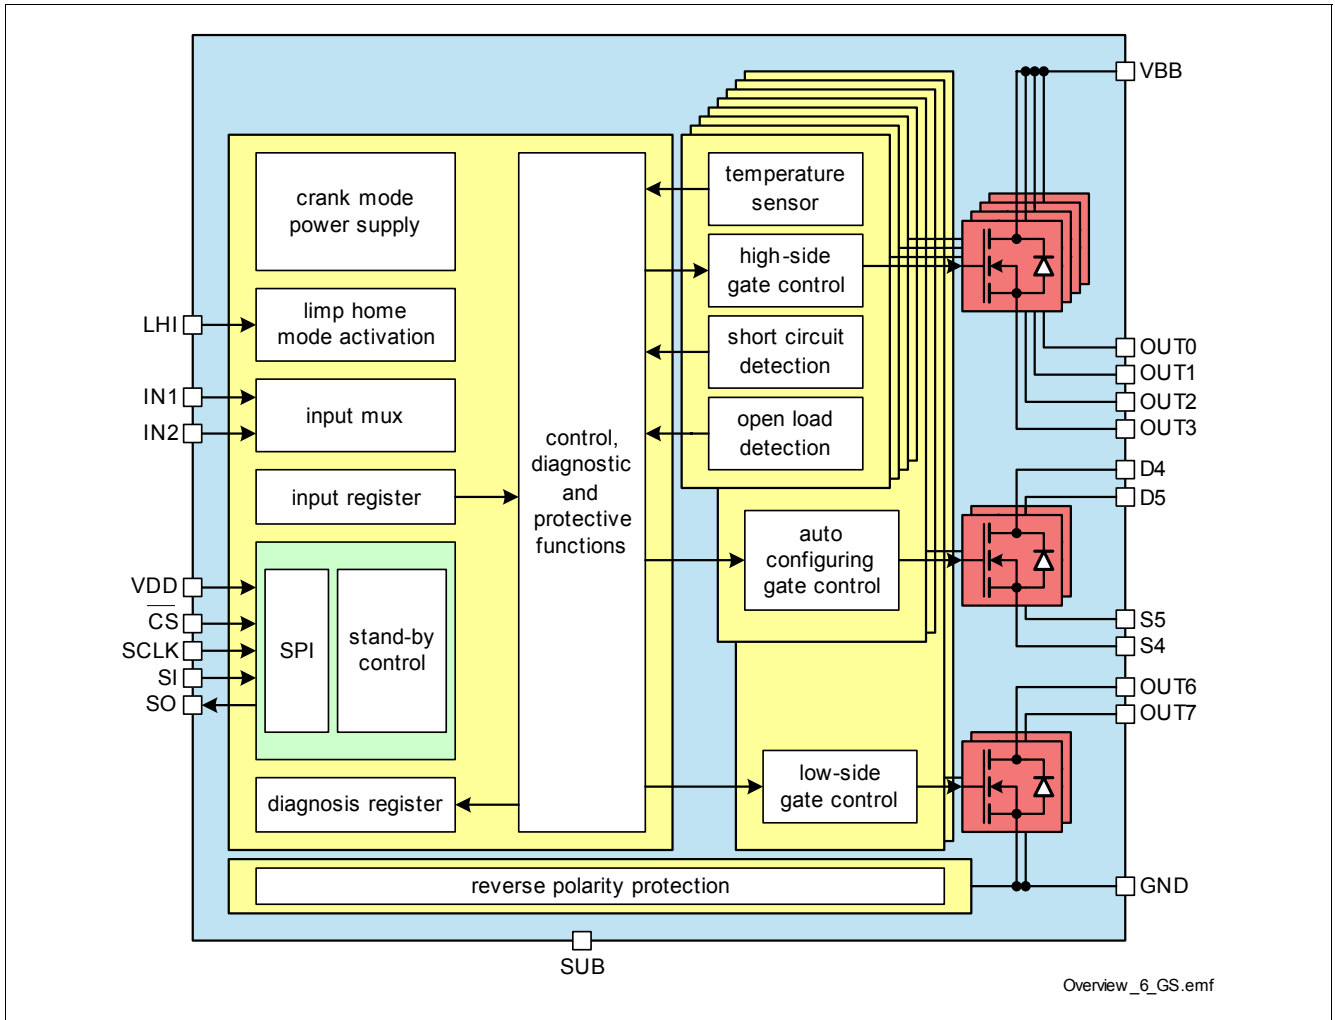 VBB
temperature
sensor
crank mode
power supply
high-side
gate control
LHI
limp home
mode activation
short circuit
detection
OUT0
OUT1
IN1
input mux
OUT2
IN2
open load
detection
OUT3
control,
diagnostic
and
protective
functions
D4
input register
D5
auto
configuring
gate control
VDD
CS
SCLK
SI
SO
SPI
stand-by
control
S5
S4
OUT6
OUT7
low-side
gate control
diagnosis register
reverse polarity protection
GND
SUB
Overview_6_GS.emf